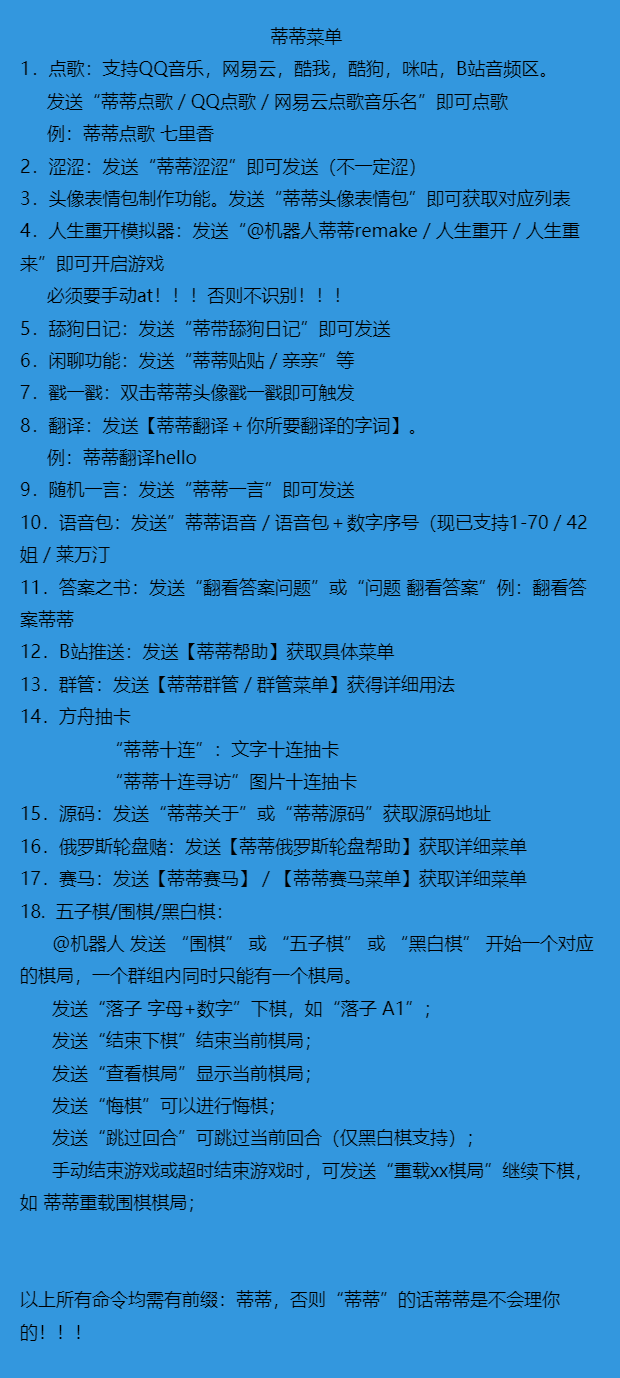 蒂蒂菜单
1．点歌：支持QQ音乐，网易云，酷我，酷狗，咪咕，B站音频区。
发送“蒂蒂点歌 / QQ点歌 / 网易云点歌音乐名”即可点歌
例：蒂蒂点歌 七里香
2．涩涩：发送“蒂蒂涩涩”即可发送（不一定涩）
3．头像表情包制作功能。发送“蒂蒂头像表情包”即可获取对应列表
4．人生重开模拟器：发送“@机器人蒂蒂remake / 人生重开 / 人生重
来”即可开启游戏
必须要手动at！！！否则不识别！！！
5．舔狗日记：发送“蒂带舔狗日记”即可发送
6．闲聊功能：发送“蒂蒂贴贴 / 亲亲”等
7．戳一戳：双击蒂蒂头像戳一戳即可触发
8．翻译：发送【蒂蒂翻译＋你所要翻译的字词】。
例：蒂蒂翻译hello
9．随机一言：发送“蒂蒂一言”即可发送
10．语音包：发送”蒂蒂语音 / 语音包＋数字序号（现已支持1-70 / 42
姐 / 莱万汀
11．答案之书：发送“翻看答案问题”或“问题 翻看答案”例：翻看答
案蒂蒂
12．B站推送：发送【蒂蒂帮助】获取具体菜单
13．群管：发送【蒂蒂群管 / 群管菜单】获得详细用法
14．方舟抽卡
“蒂蒂十连”：文字十连抽卡
“蒂蒂十连寻访”图片十连抽卡
15．源码：发送“蒂蒂关于”或“蒂蒂源码”获取源码地址
16．俄罗斯轮盘赌：发送【蒂蒂俄罗斯轮盘帮助】获取详细菜单
17．赛马：发送【蒂蒂赛马】 / 【蒂蒂赛马菜单】获取详细菜单
18. 五子棋/围棋/黑白棋：
@机器人 发送 “围棋” 或 “五子棋” 或 “黑白棋” 开始一个对应
的棋局，一个群组内同时只能有一个棋局。
发送“落子 字母+数字”下棋，如“落子 A1”；
发送“结束下棋”结束当前棋局；
发送“查看棋局”显示当前棋局；
发送“悔棋”可以进行悔棋；
发送“跳过回合”可跳过当前回合（仅黑白棋支持）；
手动结束游戏或超时结束游戏时，可发送“重载xx棋局”继续下棋，
如 蒂蒂重载围棋棋局；
以上所有命令均需有前缀：蒂蒂，否则“蒂蒂”的话蒂蒂是不会理你
的！！！